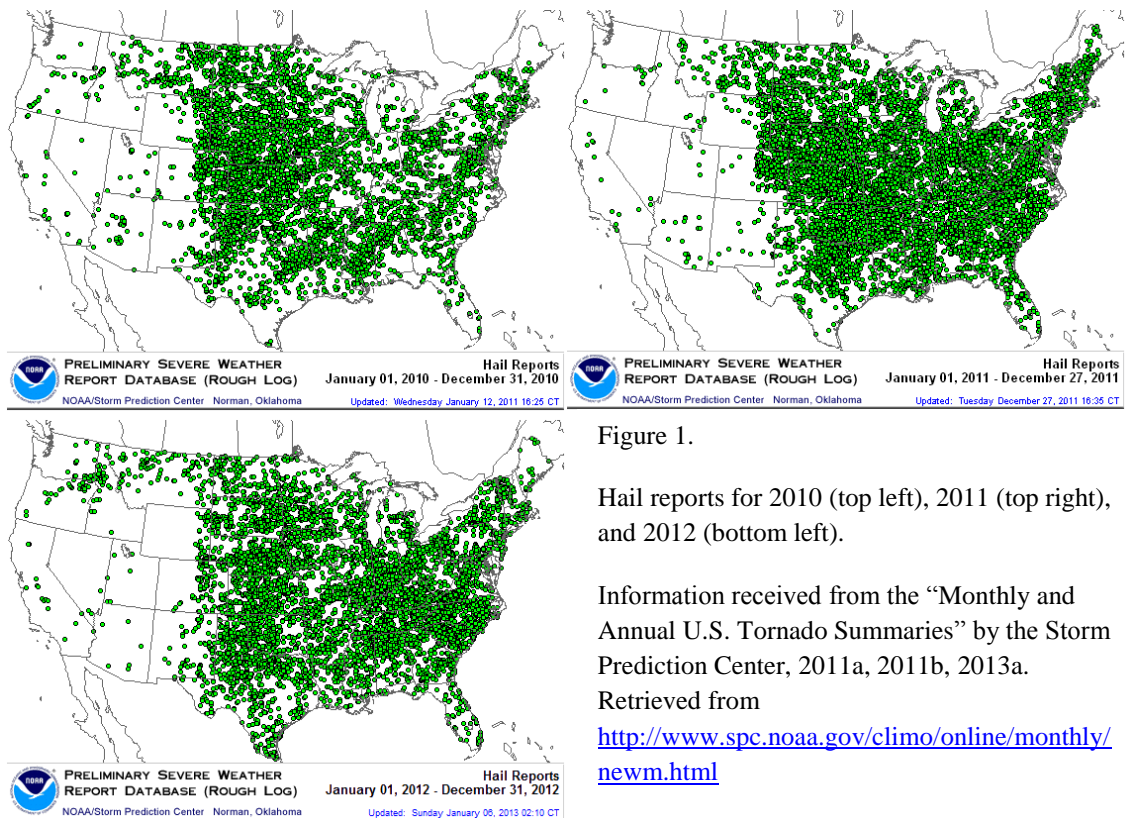 NOAA
PRELIMINARY SEVERE WEATHER
REPORT DATABASE (ROUGH LOG)
NOAA/Storm Prediction Center Norman, Oklahoma
Hail Reports
January 01, 2010 - December 31, 2010
Updated: Wednesday January 12, 2011 16:25 CT
NOAA
PRELIMINARY SEVERE WEATHER
REPORT DATABASE (ROUGH LOG)
NOAA/Storm Prediction Center Norman, Oklahoma
Hail Reports
January 01, 2011 - December 27, 2011
Updated: Tuesday December 27, 2011 16:35 CT
NOAA
PRELIMINARY SEVERE WEATHER
REPORT DATABASE (ROUGH LOG)
NOAA/Storm Prediction Center Norman, Oklahoma
Hail Reports
January 01, 2012 - December 31, 2012
Updated: Sunday January 06, 2013 02:10 CT
Figure 1.
Hail reports for 2010 (top left), 2011 (top right),
and 2012 (bottom left).
Information received from the “Monthly and
Annual U.S. Tornado Summaries” by the Storm
Prediction Center, 2011a, 2011b, 2013a.
Retrieved from
http://www.spc.noaa.gov/climo/online/monthly/
newm.html